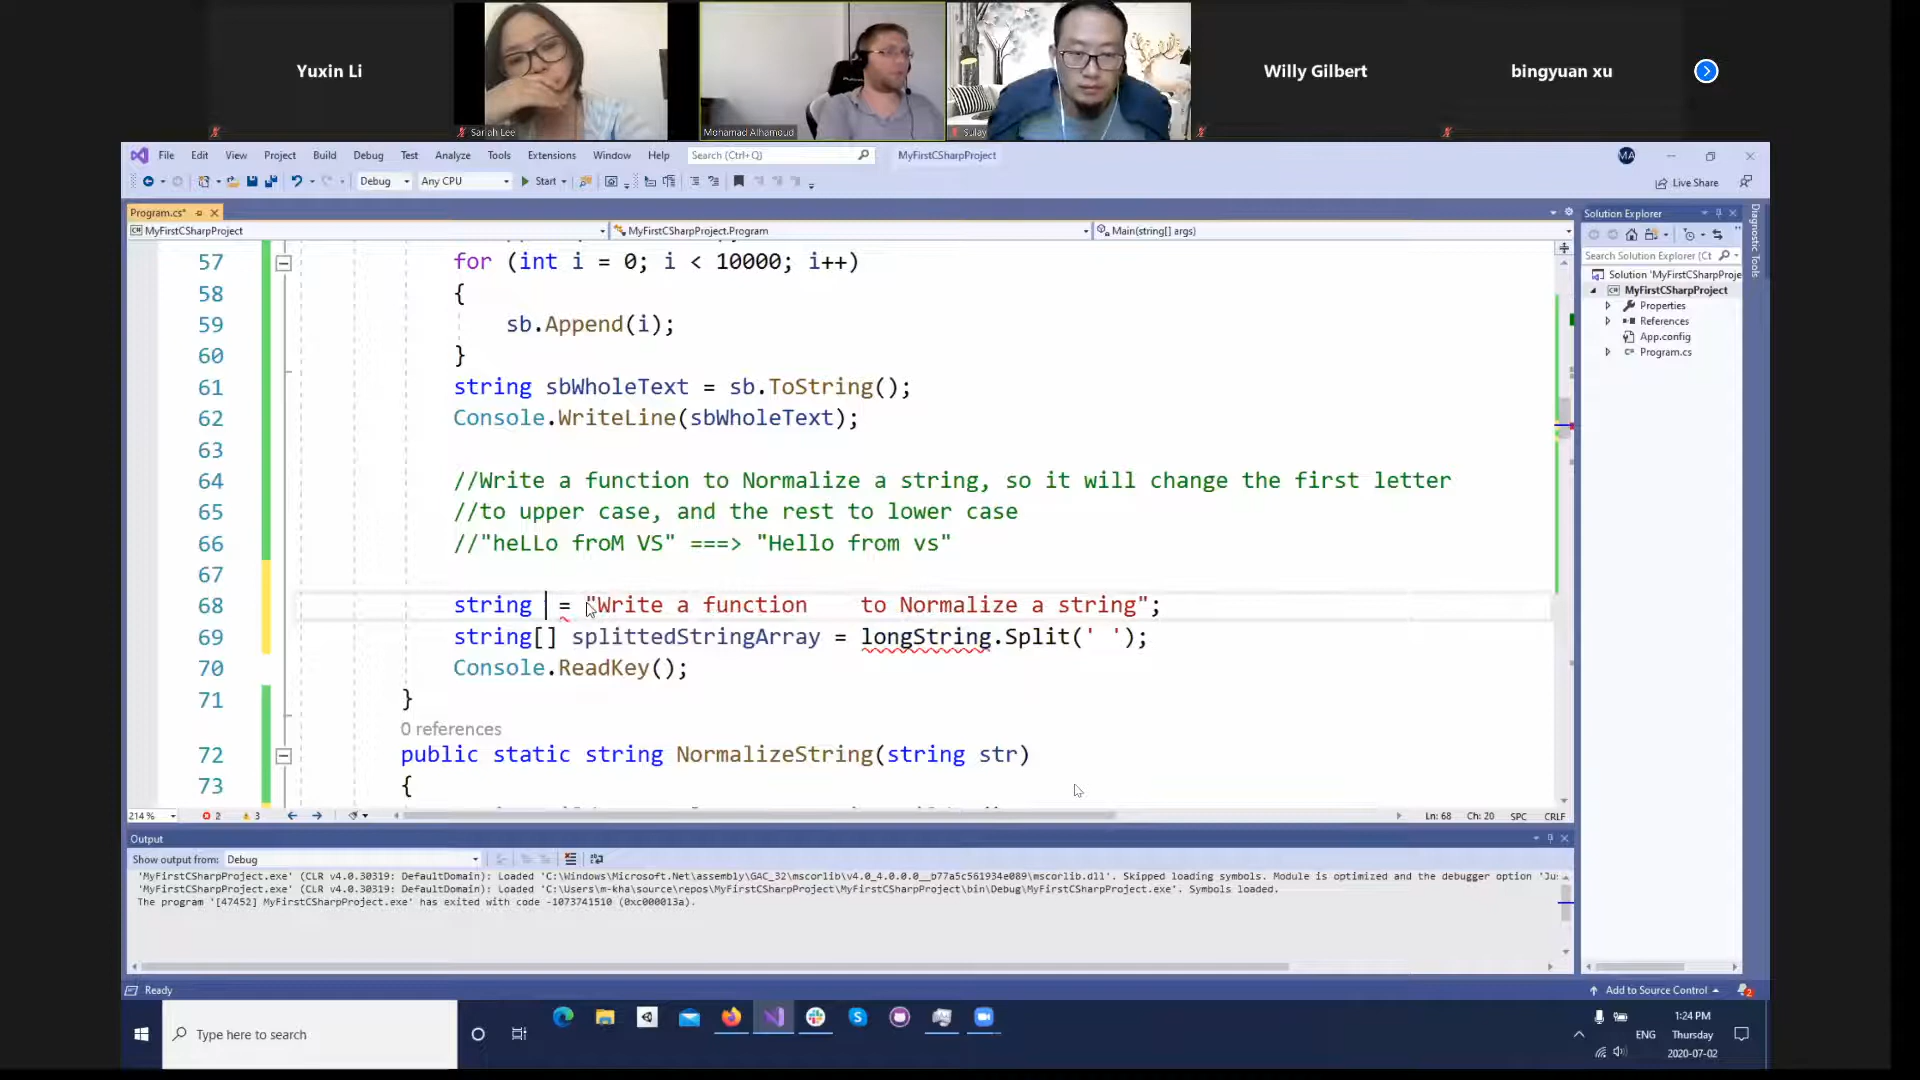 Yuxin Li
Sarah Lee
Mohamad Alhamoud
Sulay
Willy Gilbert
bingyuan xu
File Edit View Project Build Debug Test Analyze Tools Extensions Window Help Search (Ctrl+Q) MyFirstCSharpProject MA
Debug Any CPU Start Live Share
Program.cs*
MyFirstCSharpProject MyFirstCSharpProject.Program Main(string[] args)
57 for (int i = 0; i < 10000; i++)
58 {
59 sb.Append(i);
60 }
61 string sbWholeText = sb.ToString();
62 Console.WriteLine(sbWholeText);
63
64 //Write a function to Normalize a string, so it will change the first letter
65 //to upper case, and the rest to lower case
66 //"heLLo froM VS" ===> "Hello from vs"
67
68 string = "Write a function    to Normalize a string";
69 string[] splittedStringArray = longString.Split(' ');
70 Console.ReadKey();
71 }
0 references
72 public static string NormalizeString(string str)
73 {
214 % 2 3 Ln: 68 Ch: 20 SPC CRLF
Solution Explorer
Search Solution Explorer (Ct
Solution 'MyFirstCSharpProje
MyFirstCSharpProject
Properties
References
App.config
Program.cs
Diagnostic Tools
Output
Show output from: Debug
'MyFirstCSharpProject.exe' (CLR v4.0.30319: DefaultDomain): Loaded 'C:\Windows\Microsoft.Net\assembly\GAC_32\mscorlib\v4.0_4.0.0.0__b77a5c561934e089\mscorlib.dll'. Skipped loading symbols. Module is optimized and the debugger option 'Ju
'MyFirstCSharpProject.exe' (CLR v4.0.30319: DefaultDomain): Loaded 'C:\Users\m-kha\source\repos\MyFirstCSharpProject\MyFirstCSharpProject\bin\Debug\MyFirstCSharpProject.exe'. Symbols loaded.
The program '[47452] MyFirstCSharpProject.exe' has exited with code -1073741510 (0xc000013a).
Ready Add to Source Control 2
Type here to search
ENG
1:24 PM
Thursday
2020-07-02